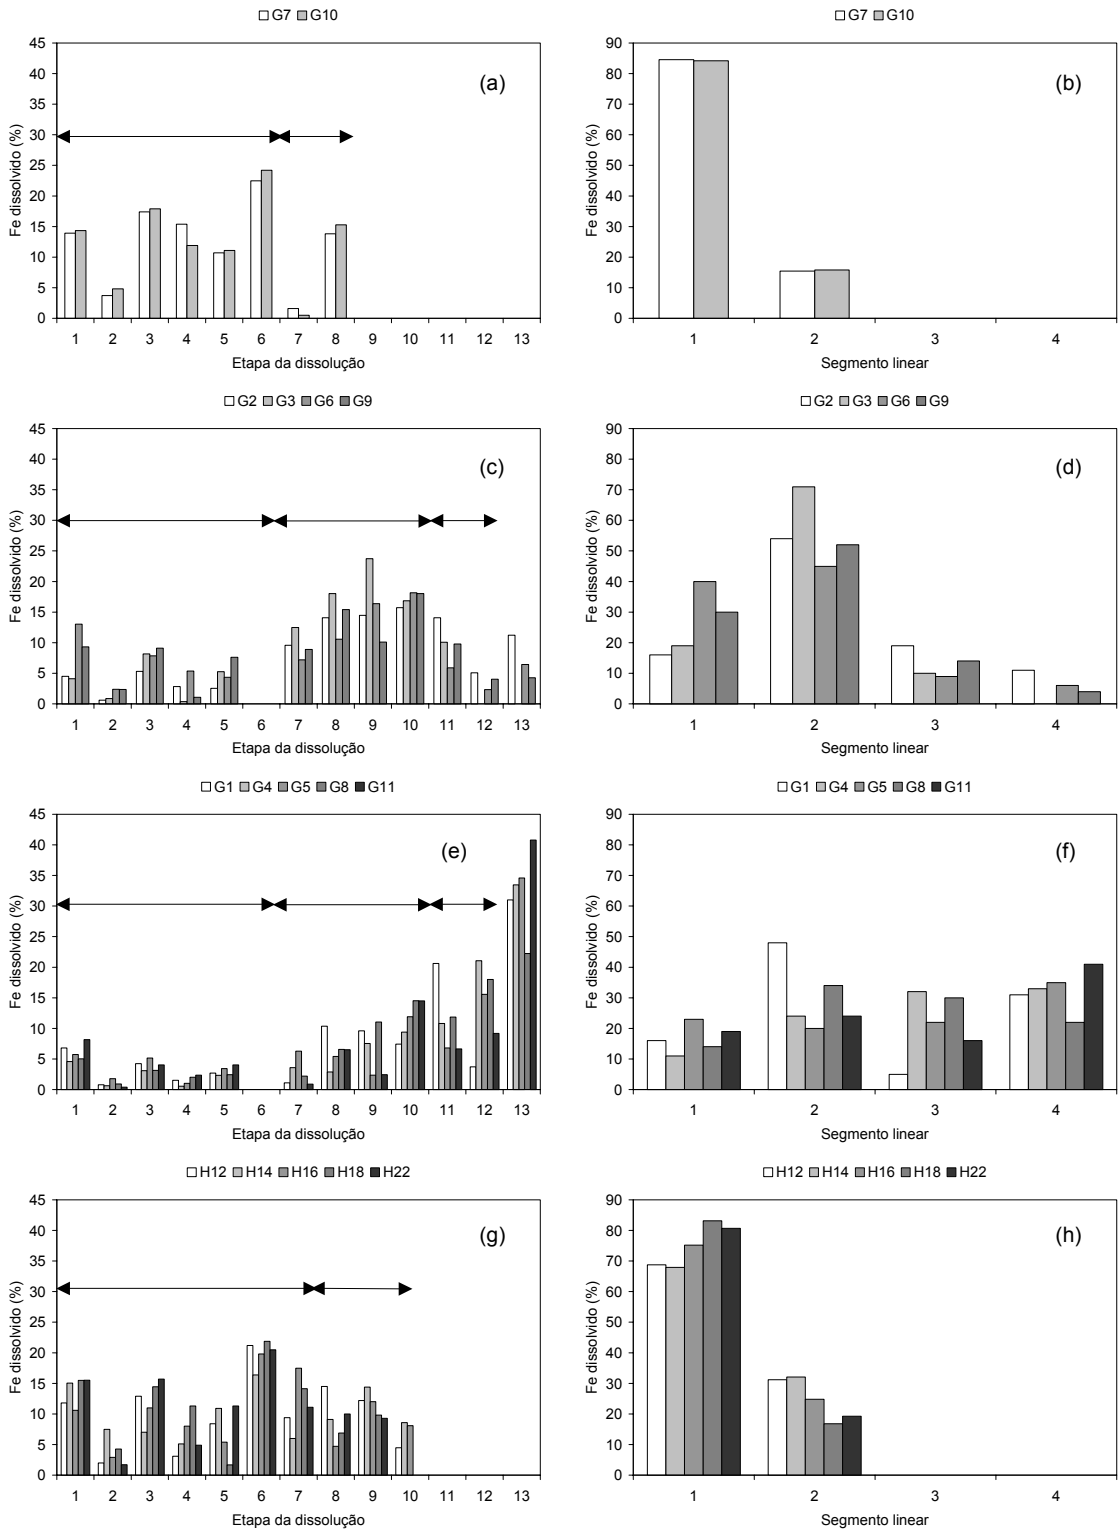 G7 G10
45
40
35
30
25
20
15
10
5
0
Fe dissolvido (%)
(a)
1 2 3 4 5 6 7 8 9 10 11 12 13
Etapa da dissolução
G7 G10
90
80
70
60
50
40
30
20
10
0
Fe dissolvido (%)
(b)
1 2 3 4
Segmento linear
G2 G3 G6 G9
45
40
35
30
25
20
15
10
5
0
Fe dissolvido (%)
(c)
1 2 3 4 5 6 7 8 9 10 11 12 13
Etapa da dissolução
G2 G3 G6 G9
90
80
70
60
50
40
30
20
10
0
Fe dissolvido (%)
(d)
1 2 3 4
Segmento linear
G1 G4 G5 G8 G11
45
40
35
30
25
20
15
10
5
0
Fe dissolvido (%)
(e)
1 2 3 4 5 6 7 8 9 10 11 12 13
Etapa da dissolução
G1 G4 G5 G8 G11
90
80
70
60
50
40
30
20
10
0
Fe dissolvido (%)
(f)
1 2 3 4
Segmento linear
H12 H14 H16 H18 H22
45
40
35
30
25
20
15
10
5
0
Fe dissolvido (%)
(g)
1 2 3 4 5 6 7 8 9 10 11 12 13
Etapa da dissolução
H12 H14 H16 H18 H22
90
80
70
60
50
40
30
20
10
0
Fe dissolvido (%)
(h)
1 2 3 4
Segmento linear